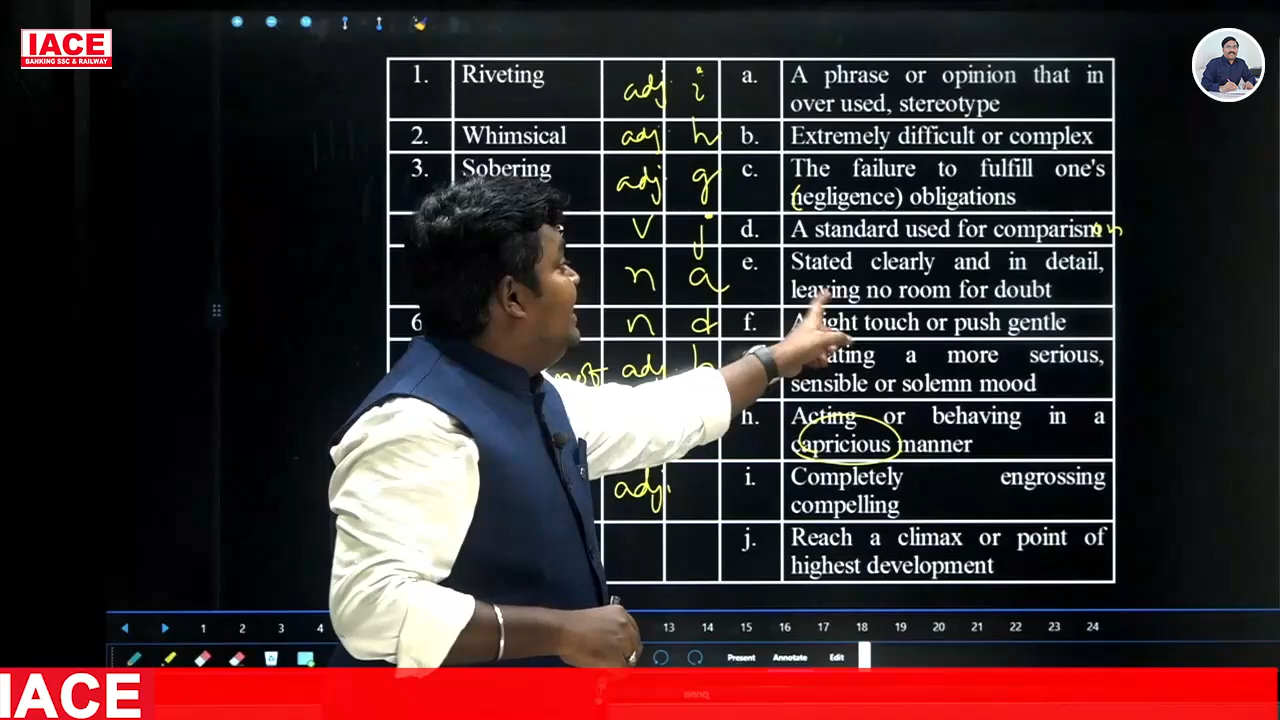 IACE
BANKING SSC & RAILWAY
1. Riveting adj. i a. A phrase or opinion that in
over used, stereotype
2. Whimsical adj. h b. Extremely difficult or complex
3. Sobering adj. g c. The failure to fulfill one's
negligence) obligations
v j d. A standard used for comparism on
n a e. Stated clearly and in detail,
leaving no room for doubt
6 n d f. A light touch or push gentle
adj. b a more serious,
sensible or solemn mood
h. Acting or behaving in a
capricious manner
adj. i. Completely engrossing
compelling
j. Reach a climax or point of
highest development
1 2 3 4 13 14 15 16 17 18 19 20 21 22 23 24
Present Annotate Edit
IACE